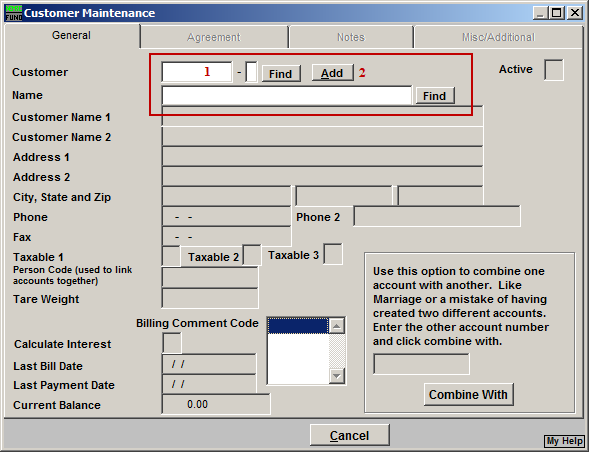 FUND Customer Maintenance
General Agreement Notes Misc/Additional
Customer 1 - Find Add 2 Active
Name Find
Customer Name 1
Customer Name 2
Address 1
Address 2
City, State and Zip
Phone - - Phone 2
Fax - -
Taxable 1 Taxable 2 Taxable 3
Person Code (used to link
accounts together)
Tare Weight
Use this option to combine one
account with another. Like
Marriage or a mistake of having
created two different accounts.
Enter the other account number
and click combine with.
Combine With
Billing Comment Code
Calculate Interest
Last Bill Date / /
Last Payment Date / /
Current Balance 0.00
Cancel
My Help